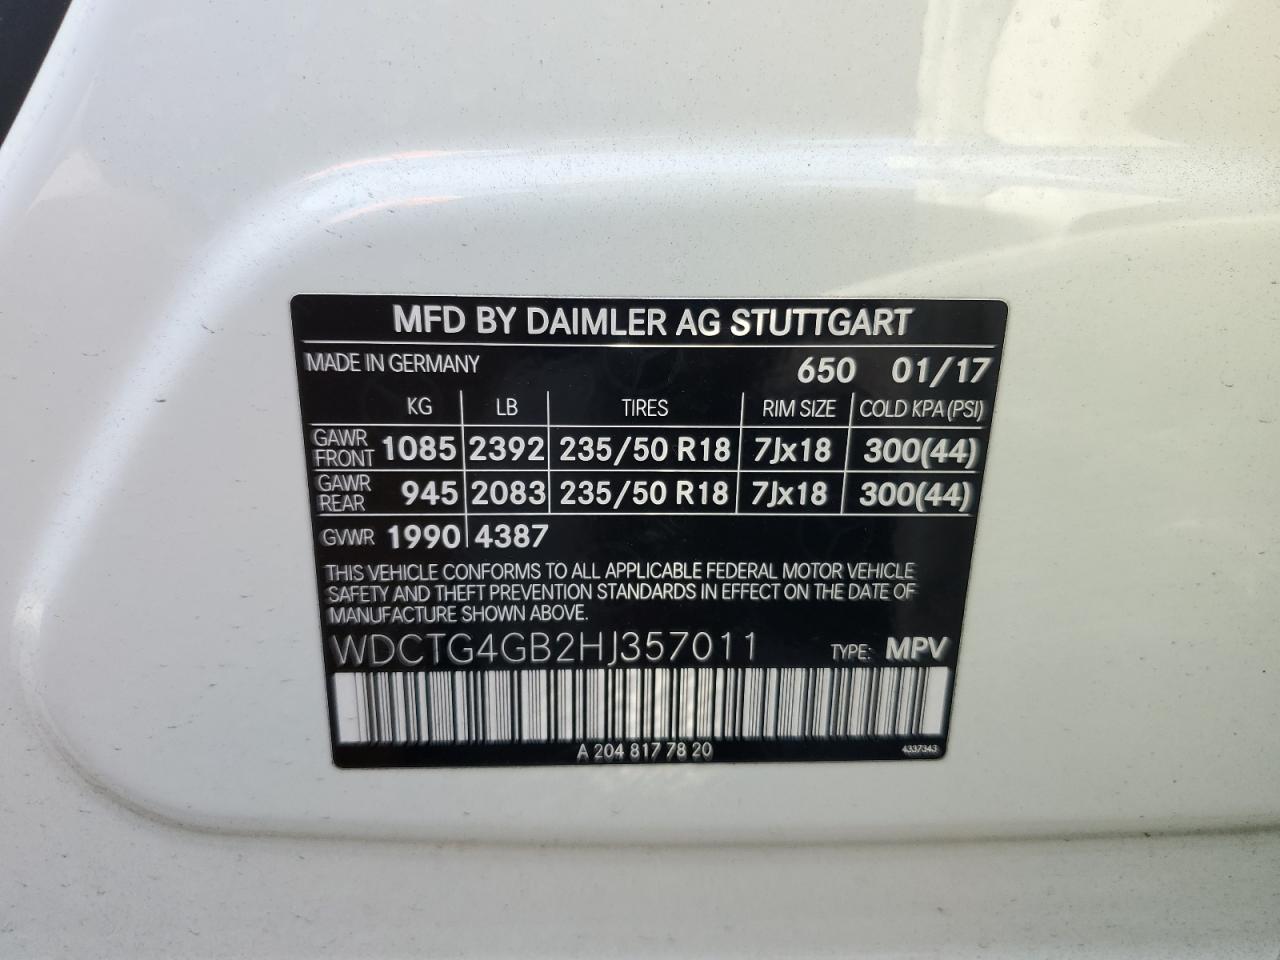 MFD BY DAIMLER AG STUTTGART
MADE IN GERMANY 650 01/17
KG LB TIRES RIM SIZE COLD KPA (PSI)
GAWR FRONT 1085 2392 235/50 R18 7Jx18 300(44)
GAWR REAR 945 2083 235/50 R18 7Jx18 300(44)
GVWR 1990 4387
THIS VEHICLE CONFORMS TO ALL APPLICABLE FEDERAL MOTOR VEHICLE
SAFETY AND THEFT PREVENTION STANDARDS IN EFFECT ON THE DATE OF
MANUFACTURE SHOWN ABOVE.
WDCTG4GB2HJ357011 TYPE: MPV
A 204 817 78 20 4337343